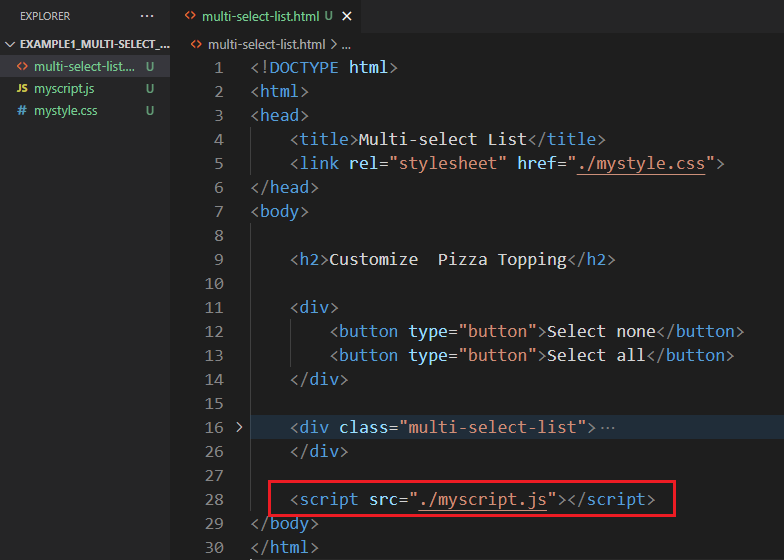 EXPLORER ···
EXAMPLE1_MULTI-SELECT_...
<> multi-select-list.... U
JS myscript.js U
# mystyle.css U
<> multi-select-list.html U ×
<> multi-select-list.html > ...
1 <!DOCTYPE html>
2 <html>
3 <head>
4     <title>Multi-select List</title>
5     <link rel="stylesheet" href="./mystyle.css">
6 </head>
7 <body>
8
9     <h2>Customize  Pizza Topping</h2>
10
11     <div>
12         <button type="button">Select none</button>
13         <button type="button">Select all</button>
14     </div>
15
16     <div class="multi-select-list">···
26     </div>
27
28     <script src="./myscript.js"></script>
29 </body>
30 </html>